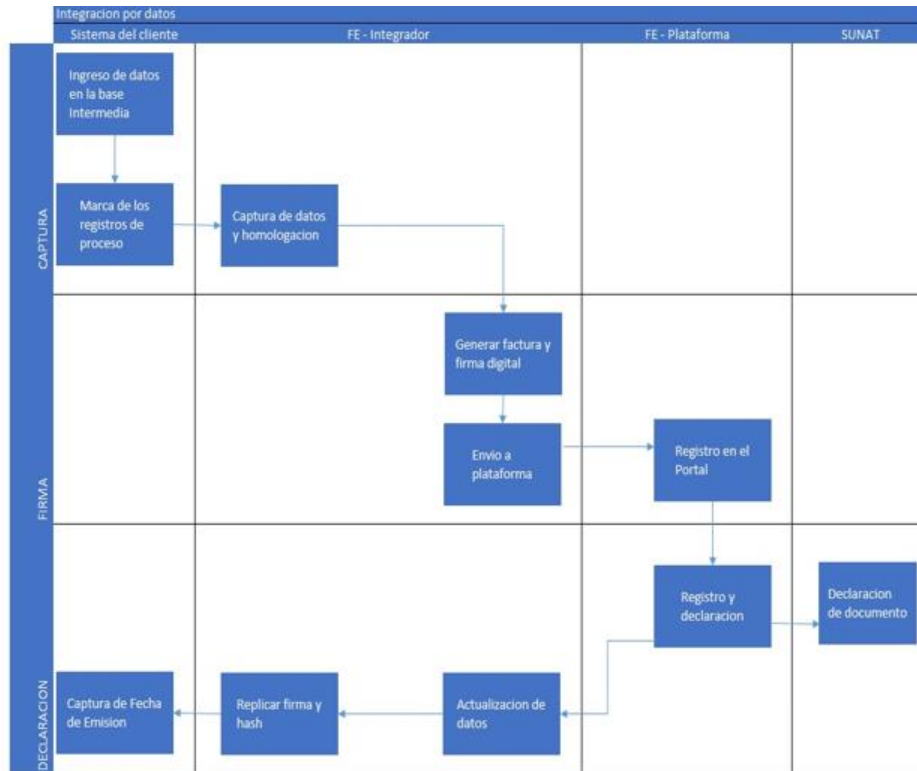 Integracion por datos
Sistema del cliente
FE - Integrador
FE - Plataforma
SUNAT
CAPTURA
Ingreso de datos
en la base
Intermedia
Marca de los
registros de
proceso
Captura de datos
y homologacion
FIRMA
Generar factura y
firma digital
Envio a
plataforma
Registro en el
Portal
DECLARACION
Registro y
declaracion
Declaracion
de documento
Captura de Fecha
de Emision
Replicar firma y
hash
Actualizacion de
datos